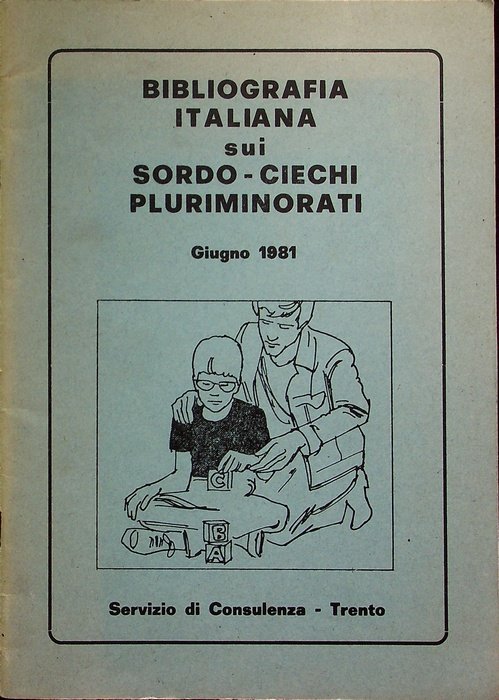 BIBLIOGRAFIA
ITALIANA
sui
SORDO - CIECHI
PLURIMINORATI
Giugno 1981
C
B
A
Servizio di Consulenza - Trento